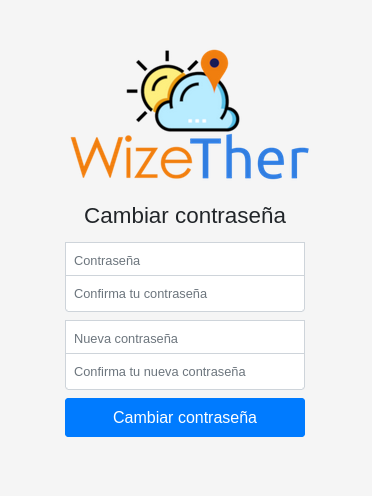 WizeTher
Cambiar contraseña
Contraseña
Confirma tu contraseña
Nueva contraseña
Confirma tu nueva contraseña
Cambiar contraseña